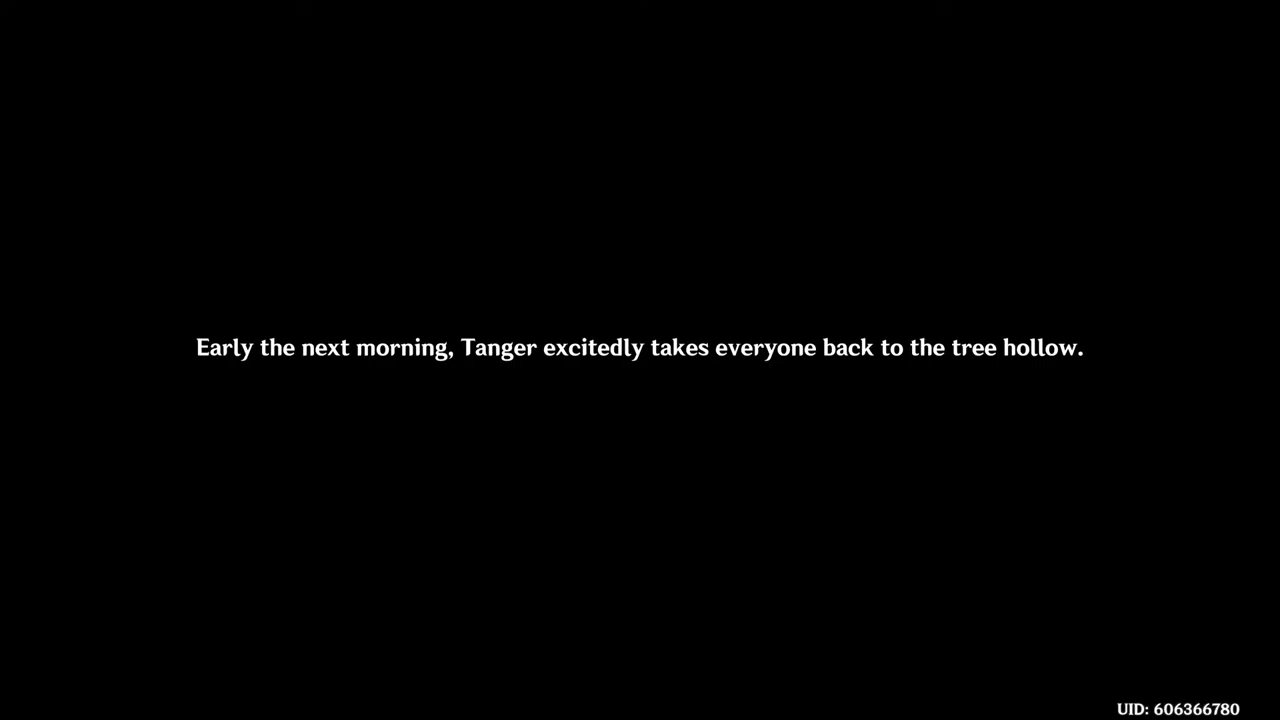 Early the next morning, Tanger excitedly takes everyone back to the tree hollow.
UID: 606366780